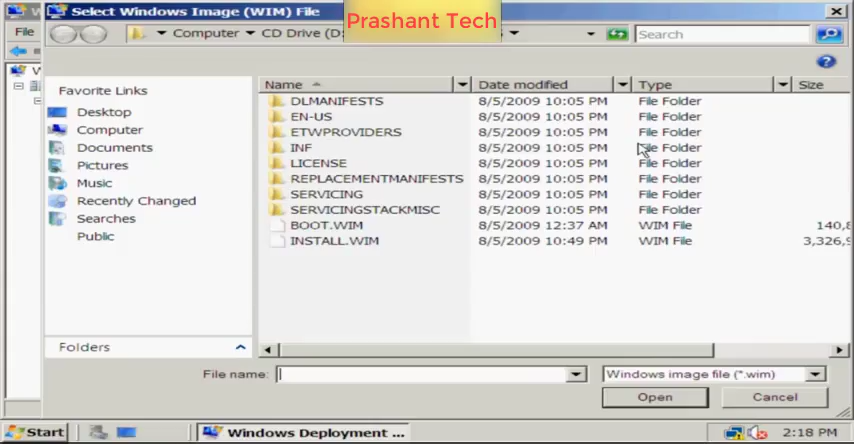 Select Windows Image (WIM) File
Prashant Tech
File
Computer
CD Drive (D:
Search
Favorite Links
Desktop
Computer
Documents
Pictures
Music
Recently Changed
Searches
Public
Folders
Name Date modified Type Size
DLMANIFESTS 8/5/2009 10:05 PM File Folder
EN-US 8/5/2009 10:05 PM File Folder
ETWPROVIDERS 8/5/2009 10:05 PM File Folder
INF 8/5/2009 10:05 PM File Folder
LICENSE 8/5/2009 10:05 PM File Folder
REPLACEMENTMANIFESTS 8/5/2009 10:05 PM File Folder
SERVICING 8/5/2009 10:05 PM File Folder
SERVICINGSTACKMISC 8/5/2009 10:05 PM File Folder
BOOT.WIM 8/5/2009 12:37 AM WIM File 140,8
INSTALL.WIM 8/5/2009 10:49 PM WIM File 3,326,9
File name:
Windows image file (*.wim)
Open Cancel
Start
Windows Deployment ...
2:18 PM